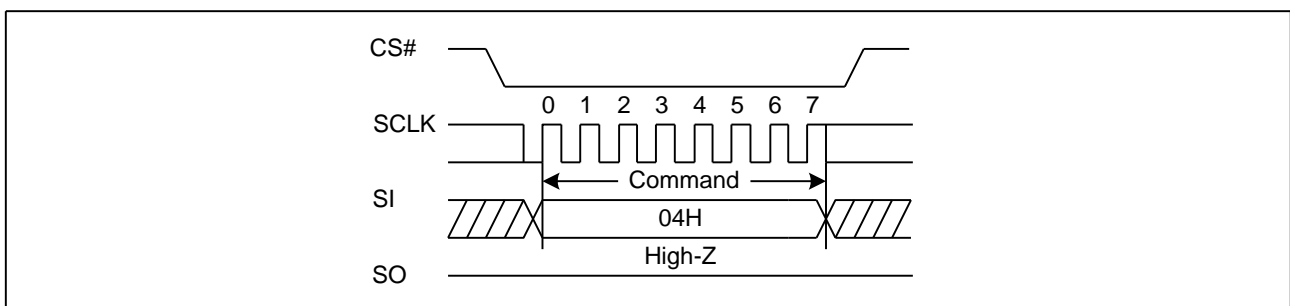 CS#
0 1 2 3 4 5 6 7
SCLK
Command
SI
04H
High-Z
SO